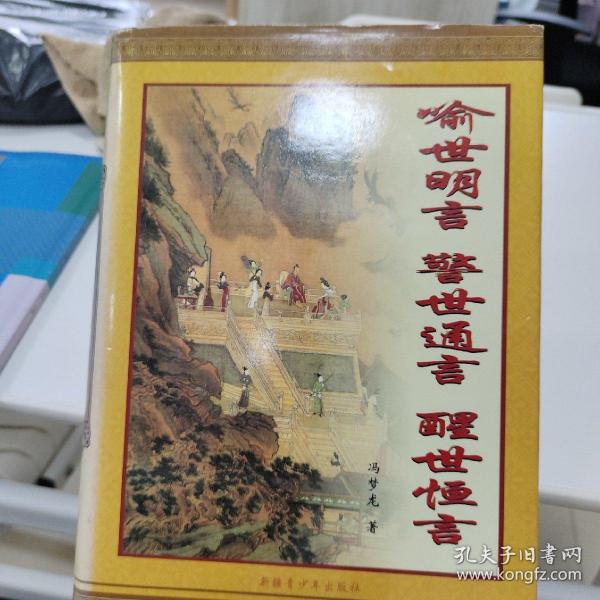 喻世明言 警世通言 醒世恒言
冯梦龙 著
新疆青少年出版社
孔夫子旧书网
www.kongfz.com